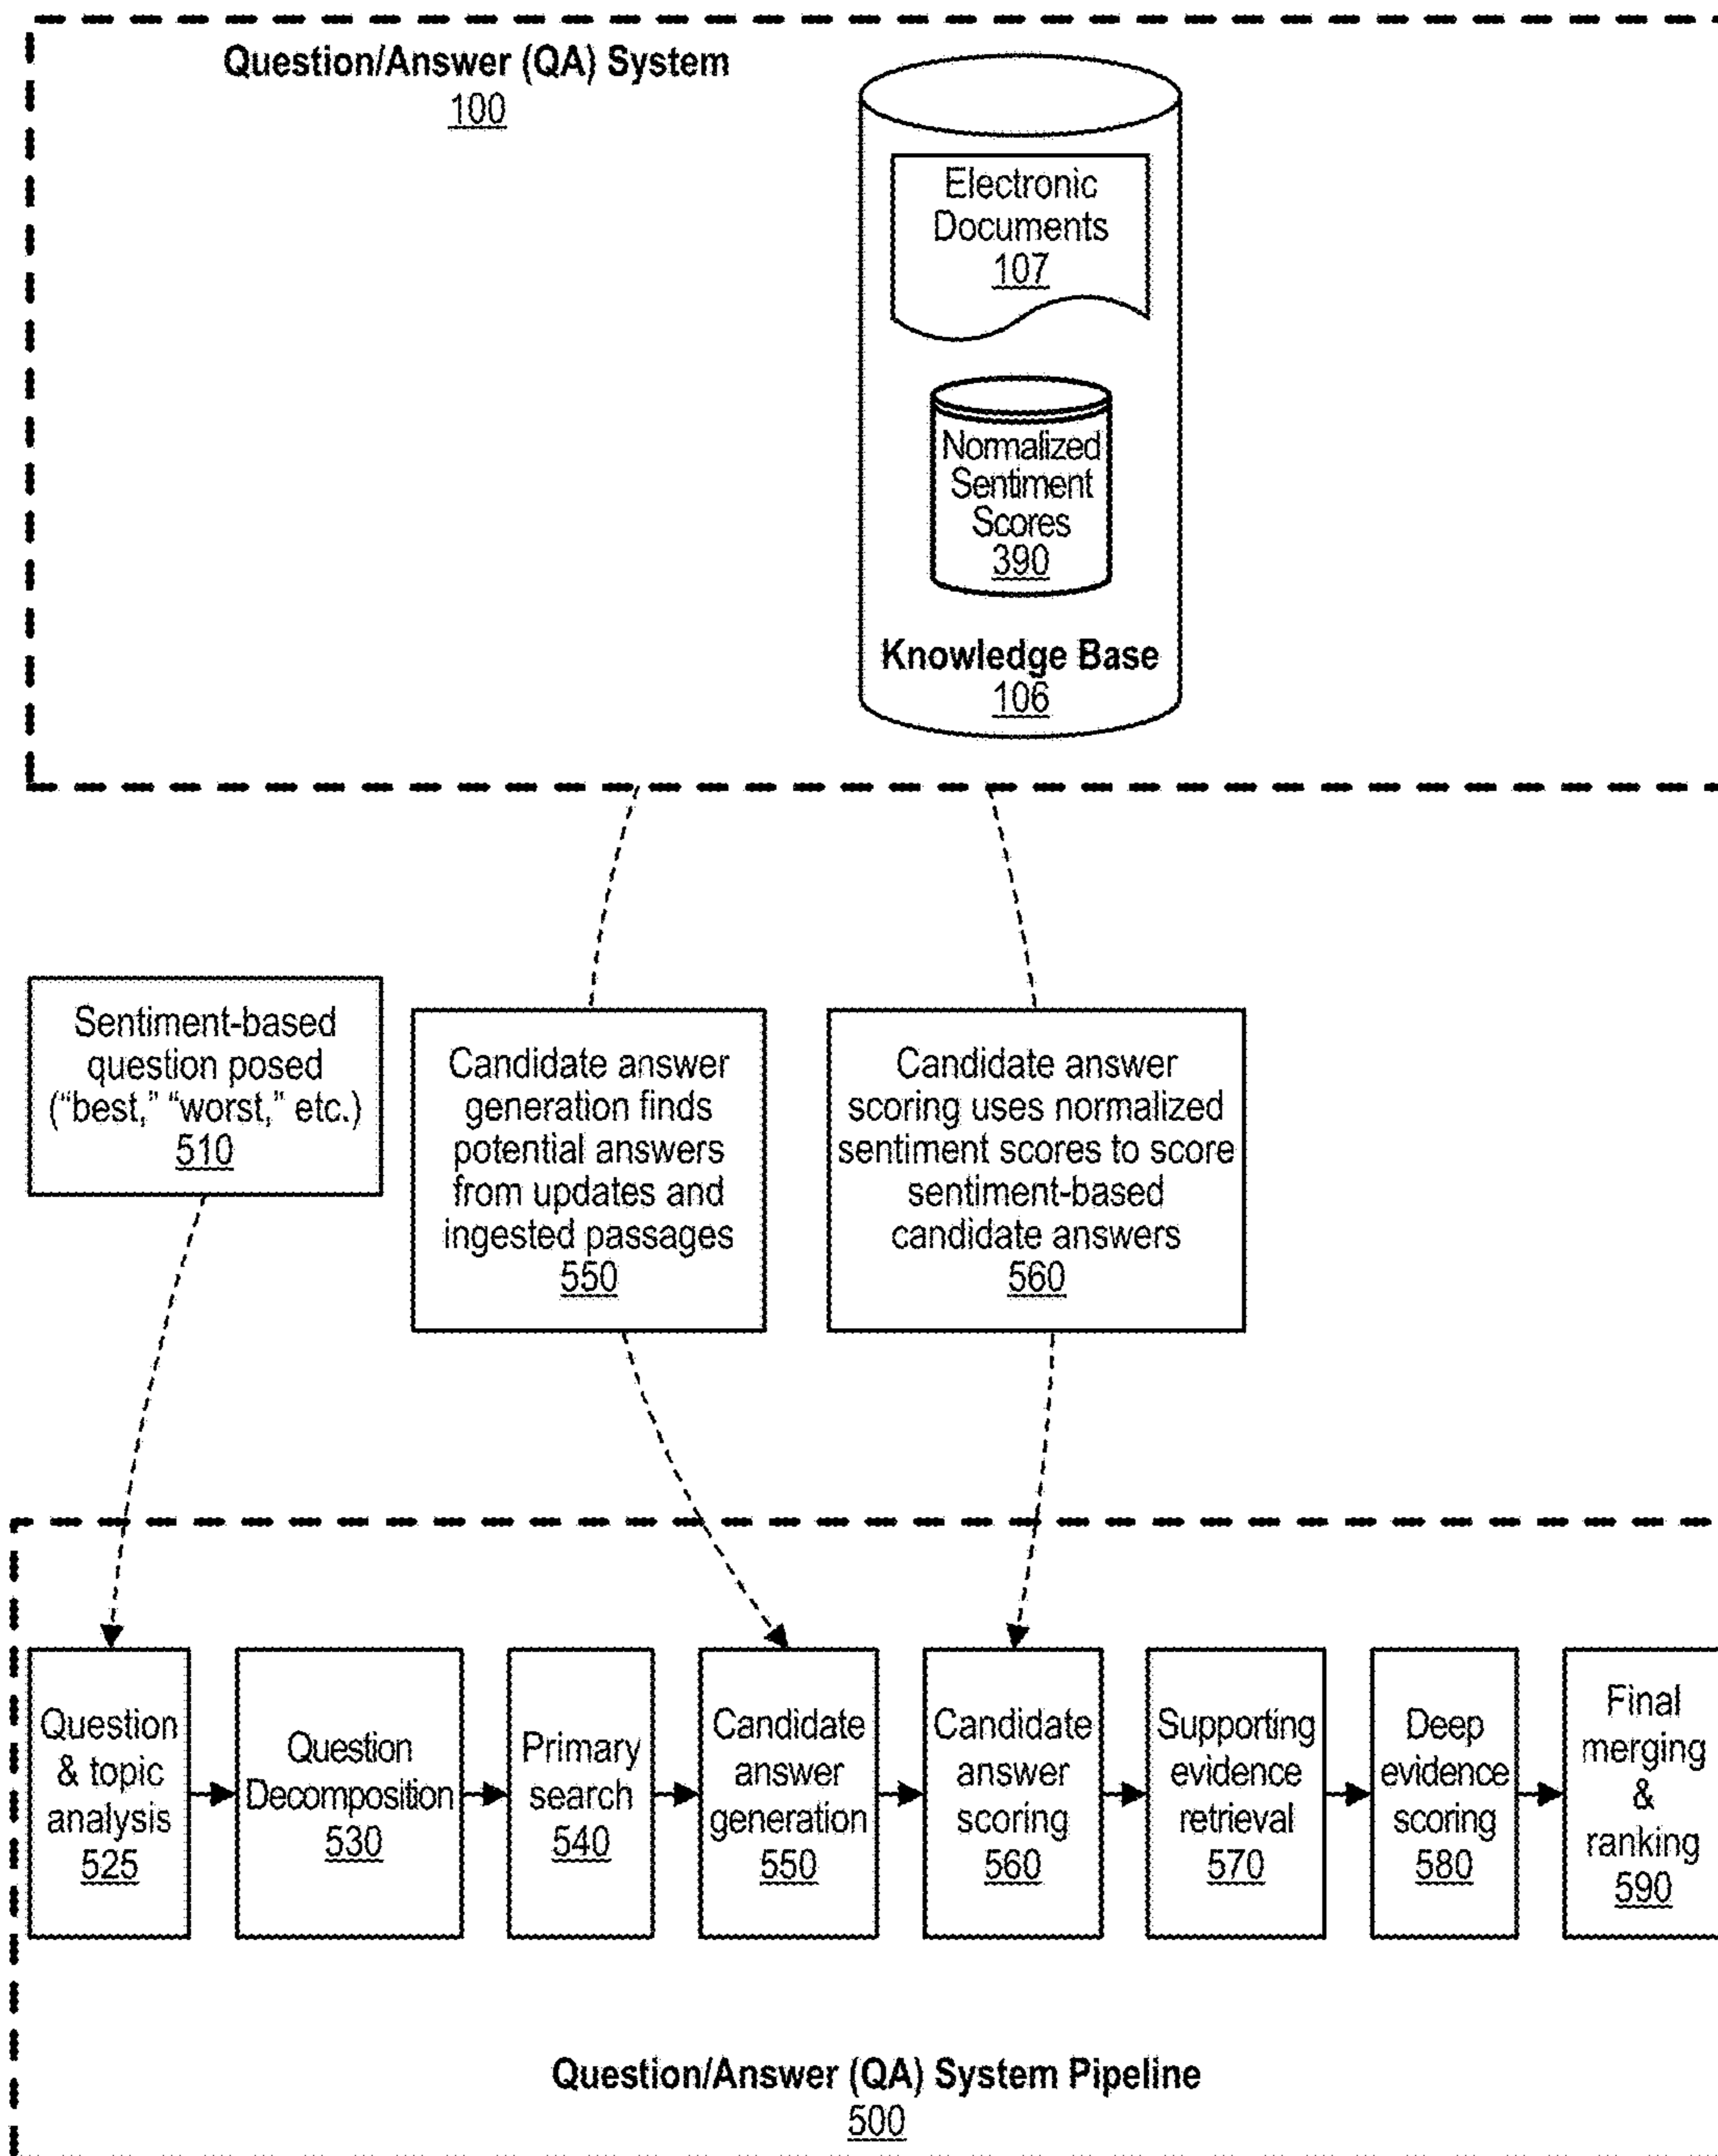 Question/Answer (QA) System
100
Electronic
Documents
107
Normalized
Sentiment
Scores
390
Knowledge Base
106
Sentiment-based
question posed
("best," "worst," etc.)
510
Candidate answer
generation finds
potential answers
from updates and
ingested passages
550
Candidate answer
scoring uses normalized
sentiment scores to score
sentiment-based
candidate answers
560
Question
& topic
analysis
525
Question
Decomposition
530
Primary
search
540
Candidate
answer
generation
550
Candidate
answer
scoring
560
Supporting
evidence
retrieval
570
Deep
evidence
scoring
580
Final
merging
&
ranking
590
Question/Answer (QA) System Pipeline
500